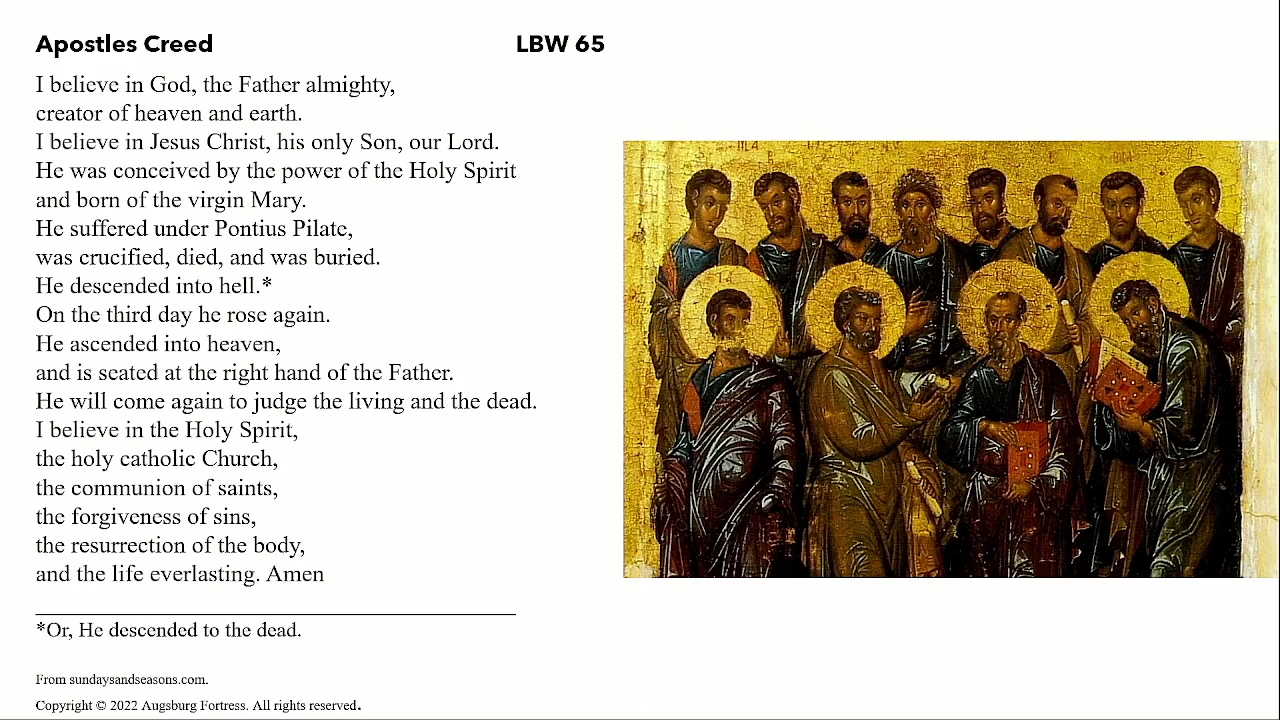 Apostles Creed LBW 65
I believe in God, the Father almighty,
creator of heaven and earth.
I believe in Jesus Christ, his only Son, our Lord.
He was conceived by the power of the Holy Spirit
and born of the virgin Mary.
He suffered under Pontius Pilate,
was crucified, died, and was buried.
He descended into hell.*
On the third day he rose again.
He ascended into heaven,
and is seated at the right hand of the Father.
He will come again to judge the living and the dead.
I believe in the Holy Spirit,
the holy catholic Church,
the communion of saints,
the forgiveness of sins,
the resurrection of the body,
and the life everlasting. Amen
*Or, He descended to the dead.
From sundaysandseasons.com.
Copyright © 2022 Augsburg Fortress. All rights reserved.